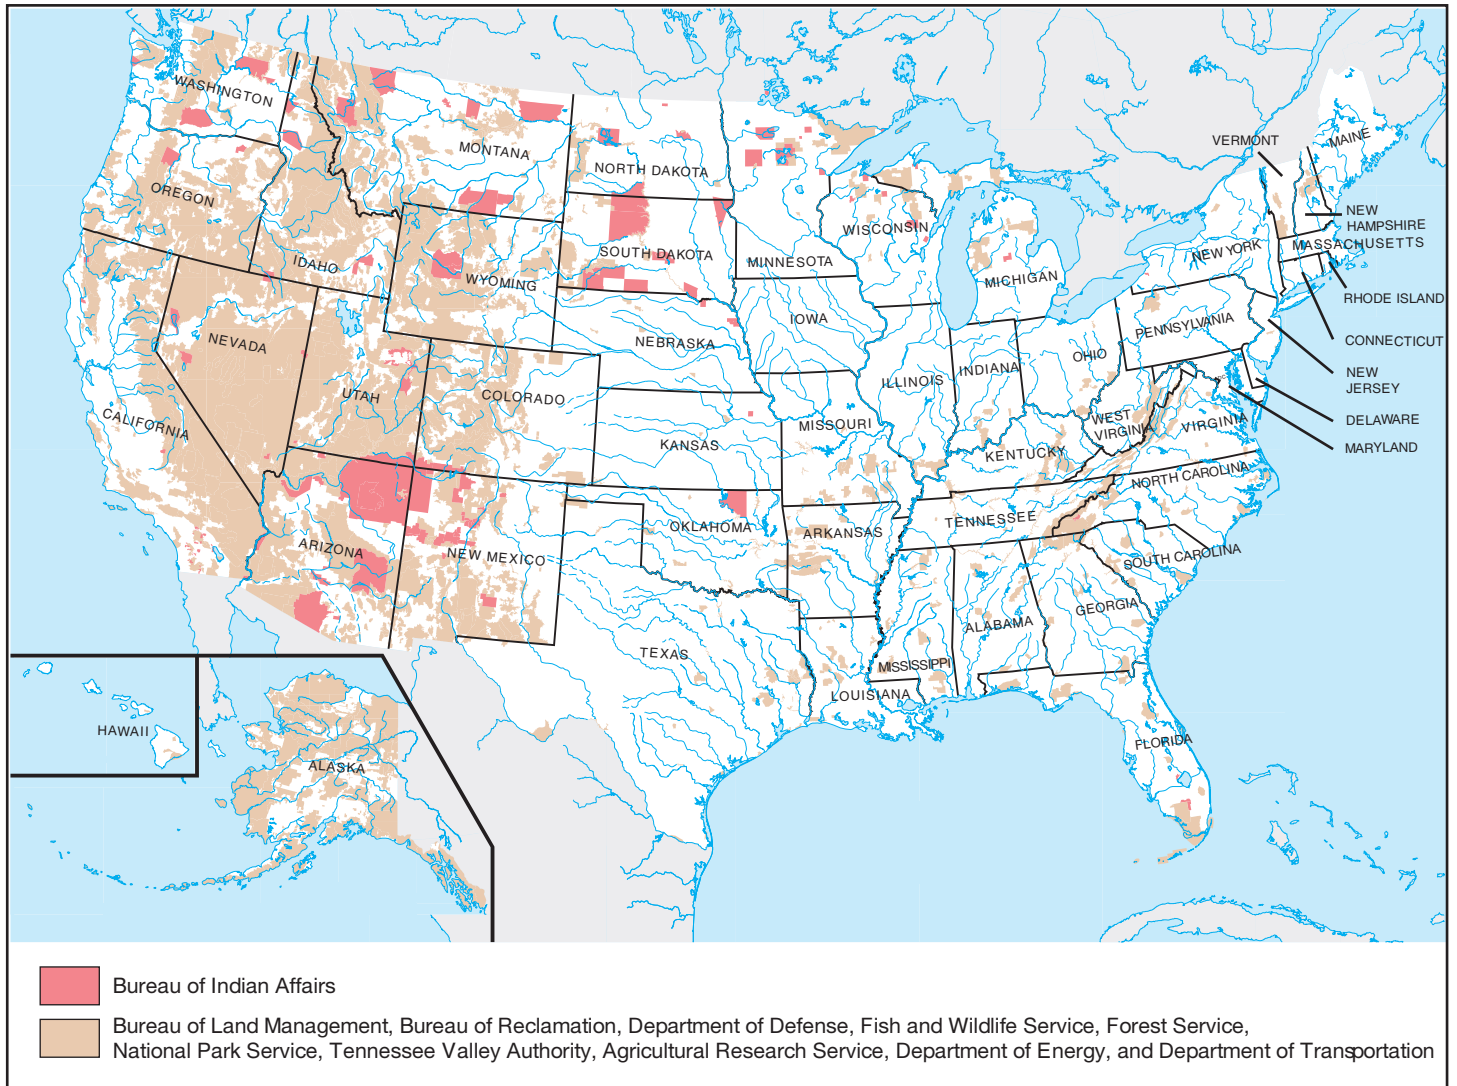 WASHINGTON
MONTANA
NORTH DAKOTA
OREGON
IDAHO
SOUTH DAKOTA
WYOMING
MINNESOTA
WISCONSIN
MICHIGAN
VERMONT
MAINE
NEW
HAMPSHIRE
NEW YORK
MASSACHUSETTS
RHODE ISLAND
CONNECTICUT
NEW
JERSEY
DELAWARE
MARYLAND
NEVADA
NEBRASKA
IOWA
PENNSYLVANIA
OHIO
INDIANA
ILLINOIS
UTAH
COLORADO
CALIFORNIA
KANSAS
MISSOURI
WEST
VIRGINIA
VIRGINIA
KENTUCKY
NORTH CAROLINA
ARIZONA
NEW MEXICO
OKLAHOMA
ARKANSAS
TENNESSEE
SOUTH CAROLINA
GEORGIA
ALABAMA
MISSISSIPPI
TEXAS
LOUISIANA
FLORIDA
HAWAII
ALASKA
Bureau of Indian Affairs
Bureau of Land Management, Bureau of Reclamation, Department of Defense, Fish and Wildlife Service, Forest Service,
National Park Service, Tennessee Valley Authority, Agricultural Research Service, Department of Energy, and Department of Transportation